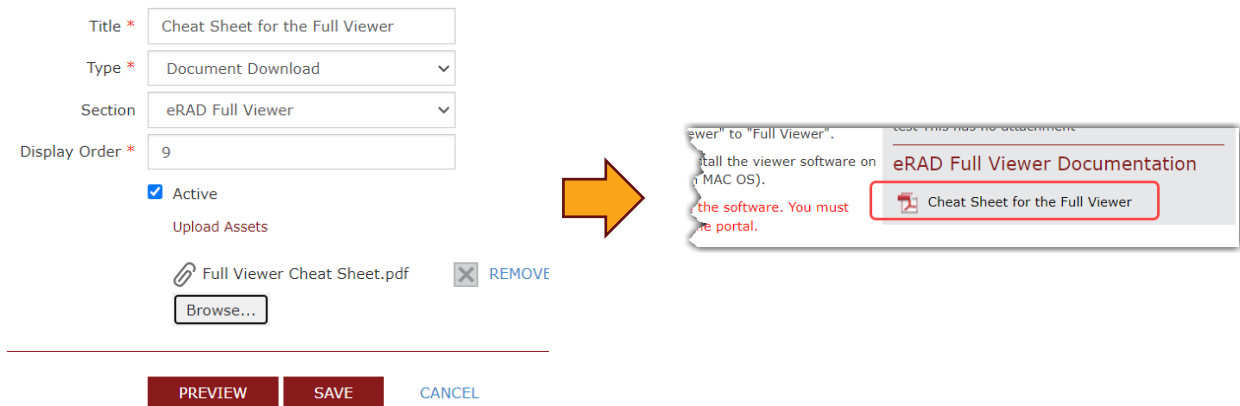 Title *
Cheat Sheet for the Full Viewer
Type *
Document Download
Section
eRAD Full Viewer
Display Order *
9
Active
Upload Assets
Full Viewer Cheat Sheet.pdf
REMOVE
Browse...
PREVIEW
SAVE
CANCEL
ewer" to "Full Viewer".
stall the viewer software on
MAC OS).
the software. You must
e portal.
test This has no attachment
eRAD Full Viewer Documentation
Cheat Sheet for the Full Viewer